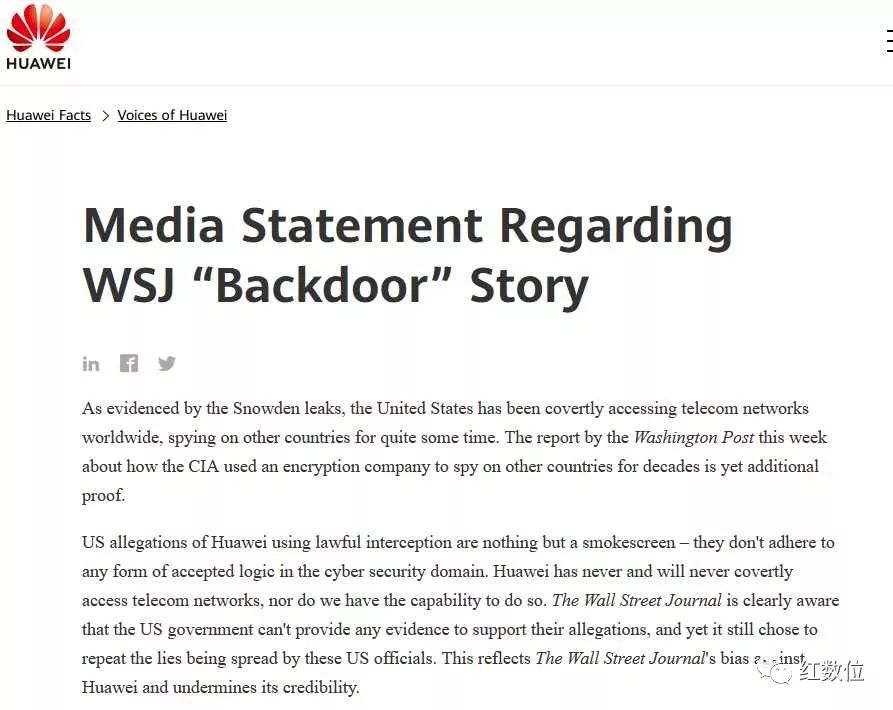 HUAWEI
Huawei Facts > Voices of Huawei
Media Statement Regarding
WSJ “Backdoor” Story
in f
As evidenced by the Snowden leaks, the United States has been covertly accessing telecom networks
worldwide, spying on other countries for quite some time. The report by the Washington Post this week
about how the CIA used an encryption company to spy on other countries for decades is yet additional
proof.
US allegations of Huawei using lawful interception are nothing but a smokescreen – they don't adhere to
any form of accepted logic in the cyber security domain. Huawei has never and will never covertly
access telecom networks, nor do we have the capability to do so. The Wall Street Journal is clearly aware
that the US government can't provide any evidence to support their allegations, and yet it still chose to
repeat the lies being spread by these US officials. This reflects The Wall Street Journal's bias against
Huawei and undermines its credibility.
红数位